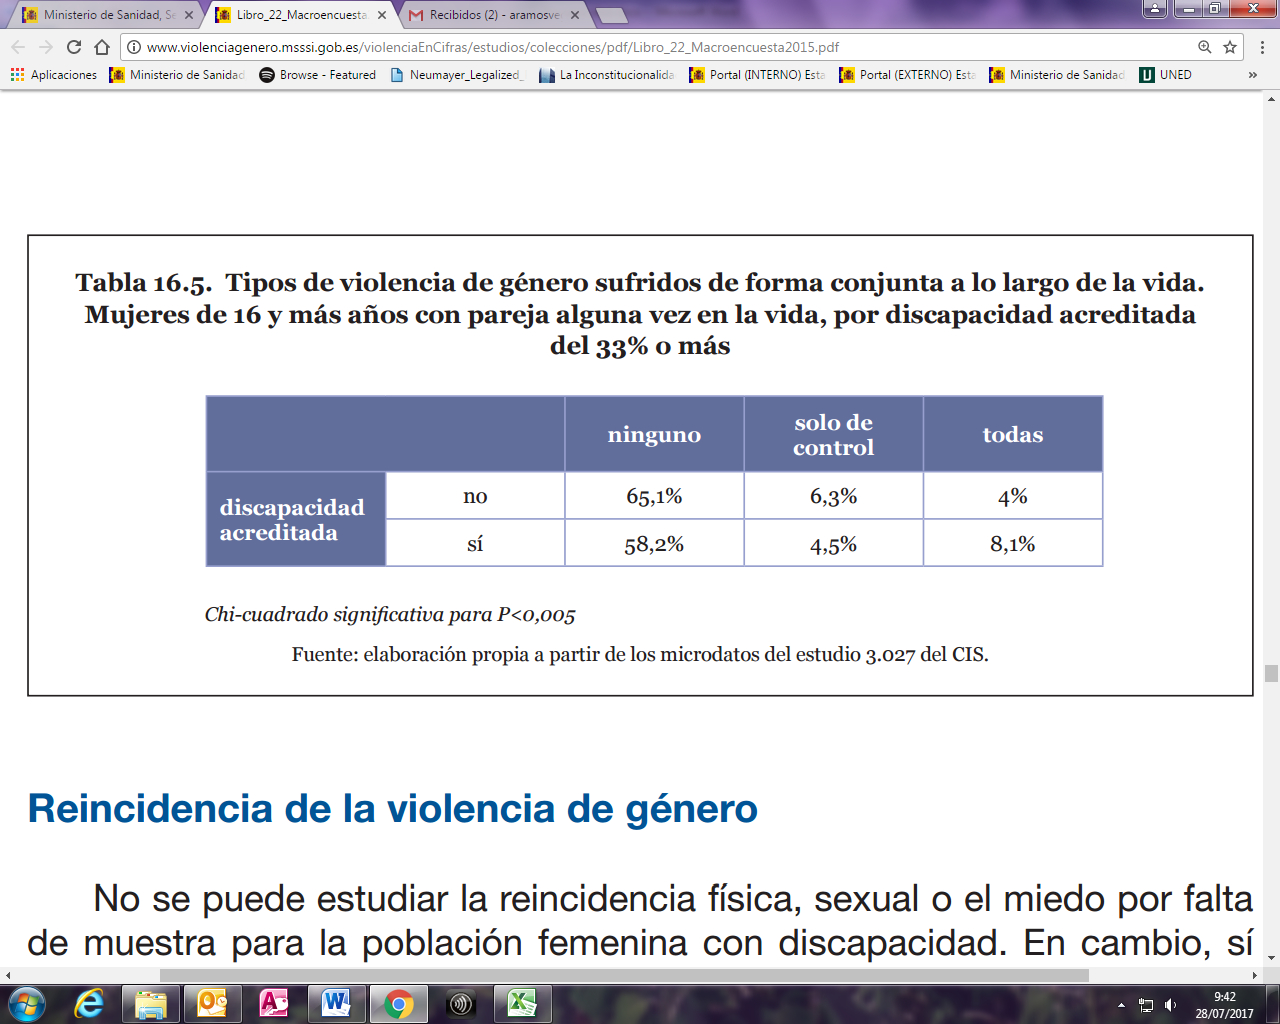 Ministerio de Sanidad, Se
Libro_22_Macroencuesta
Recibidos (2) - aramosve
www.violenciagenero.msssi.gob.es/violenciaEnCifras/estudios/colecciones/pdf/Libro_22_Macroencuesta2015.pdf
Aplicaciones Ministerio de Sanidad Browse - Featured Neumayer_Legalized_ La Inconstitucionalida Portal (INTERNO) Esta Portal (EXTERNO) Esta Ministerio de Sanidad U UNED »
Tabla 16.5. Tipos de violencia de género sufridos de forma conjunta a lo largo de la vida.
Mujeres de 16 y más años con pareja alguna vez en la vida, por discapacidad acreditada
del 33% o más
ninguno solo de control todas
discapacidad acreditada
no 65,1% 6,3% 4%
sí 58,2% 4,5% 8,1%
Chi-cuadrado significativa para P<0,005
Fuente: elaboración propia a partir de los microdatos del estudio 3.027 del CIS.
Reincidencia de la violencia de género
No se puede estudiar la reincidencia física, sexual o el miedo por falta
de muestra para la población femenina con discapacidad. En cambio, sí
9:42
28/07/2017